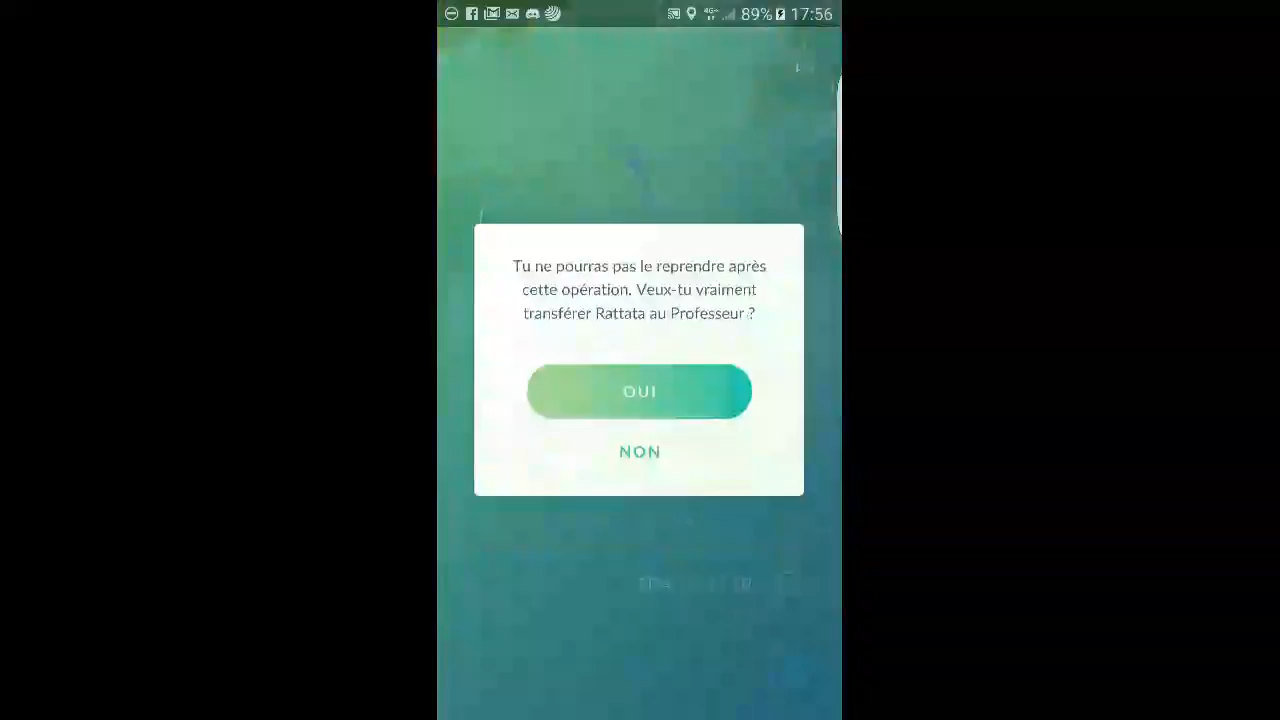 4G+ 89% 17:56
Tu ne pourras pas le reprendre après
cette opération. Veux-tu vraiment
transférer Rattata au Professeur ?
OUI
NON